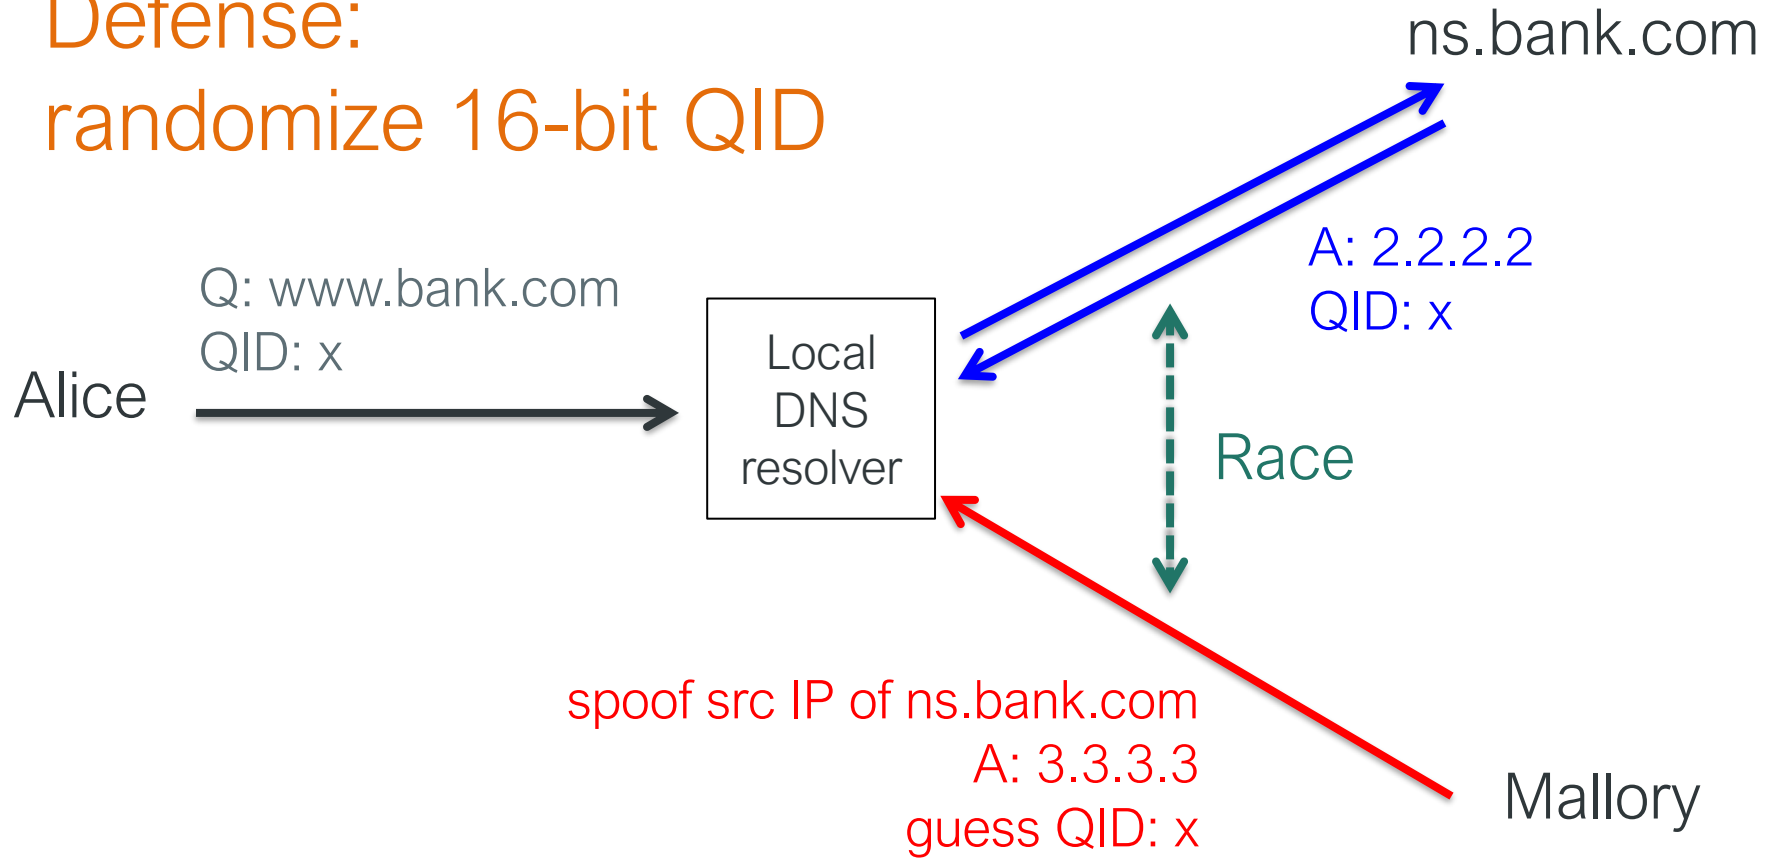 Defense:
randomize 16-bit QID
ns.bank.com
A: 2.2.2.2
QID: x
Q: www.bank.com
QID: x
Alice
Local
DNS
resolver
Race
spoof src IP of ns.bank.com
A: 3.3.3.3
guess QID: x
Mallory